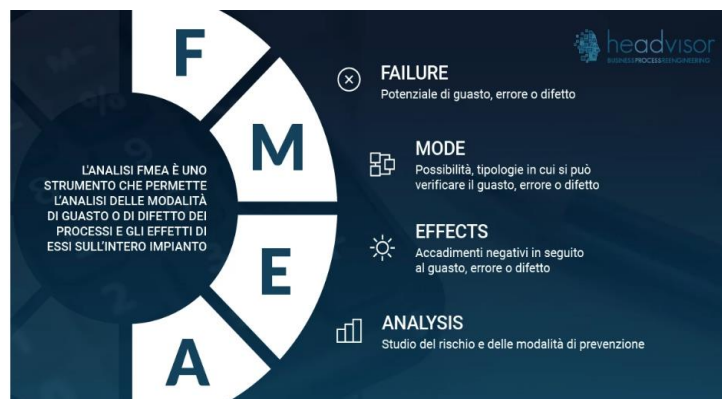 F
M
E
A
L'ANALISI FMEA È UNO
STRUMENTO CHE PERMETTE
L'ANALISI DELLE MODALITÀ
DI GUASTO O DI DIFETTO DEI
PROCESSI E GLI EFFETTI DI
ESSI SULL'INTERO IMPIANTO
headvisor
BUSINESSPROCESSREENGINEERING
FAILURE
Potenziale di guasto, errore o difetto
MODE
Possibilità, tipologie in cui si può
verificare il guasto, errore o difetto
EFFECTS
Accadimenti negativi in seguito
al guasto, errore o difetto
ANALYSIS
Studio del rischio e delle modalità di prevenzione